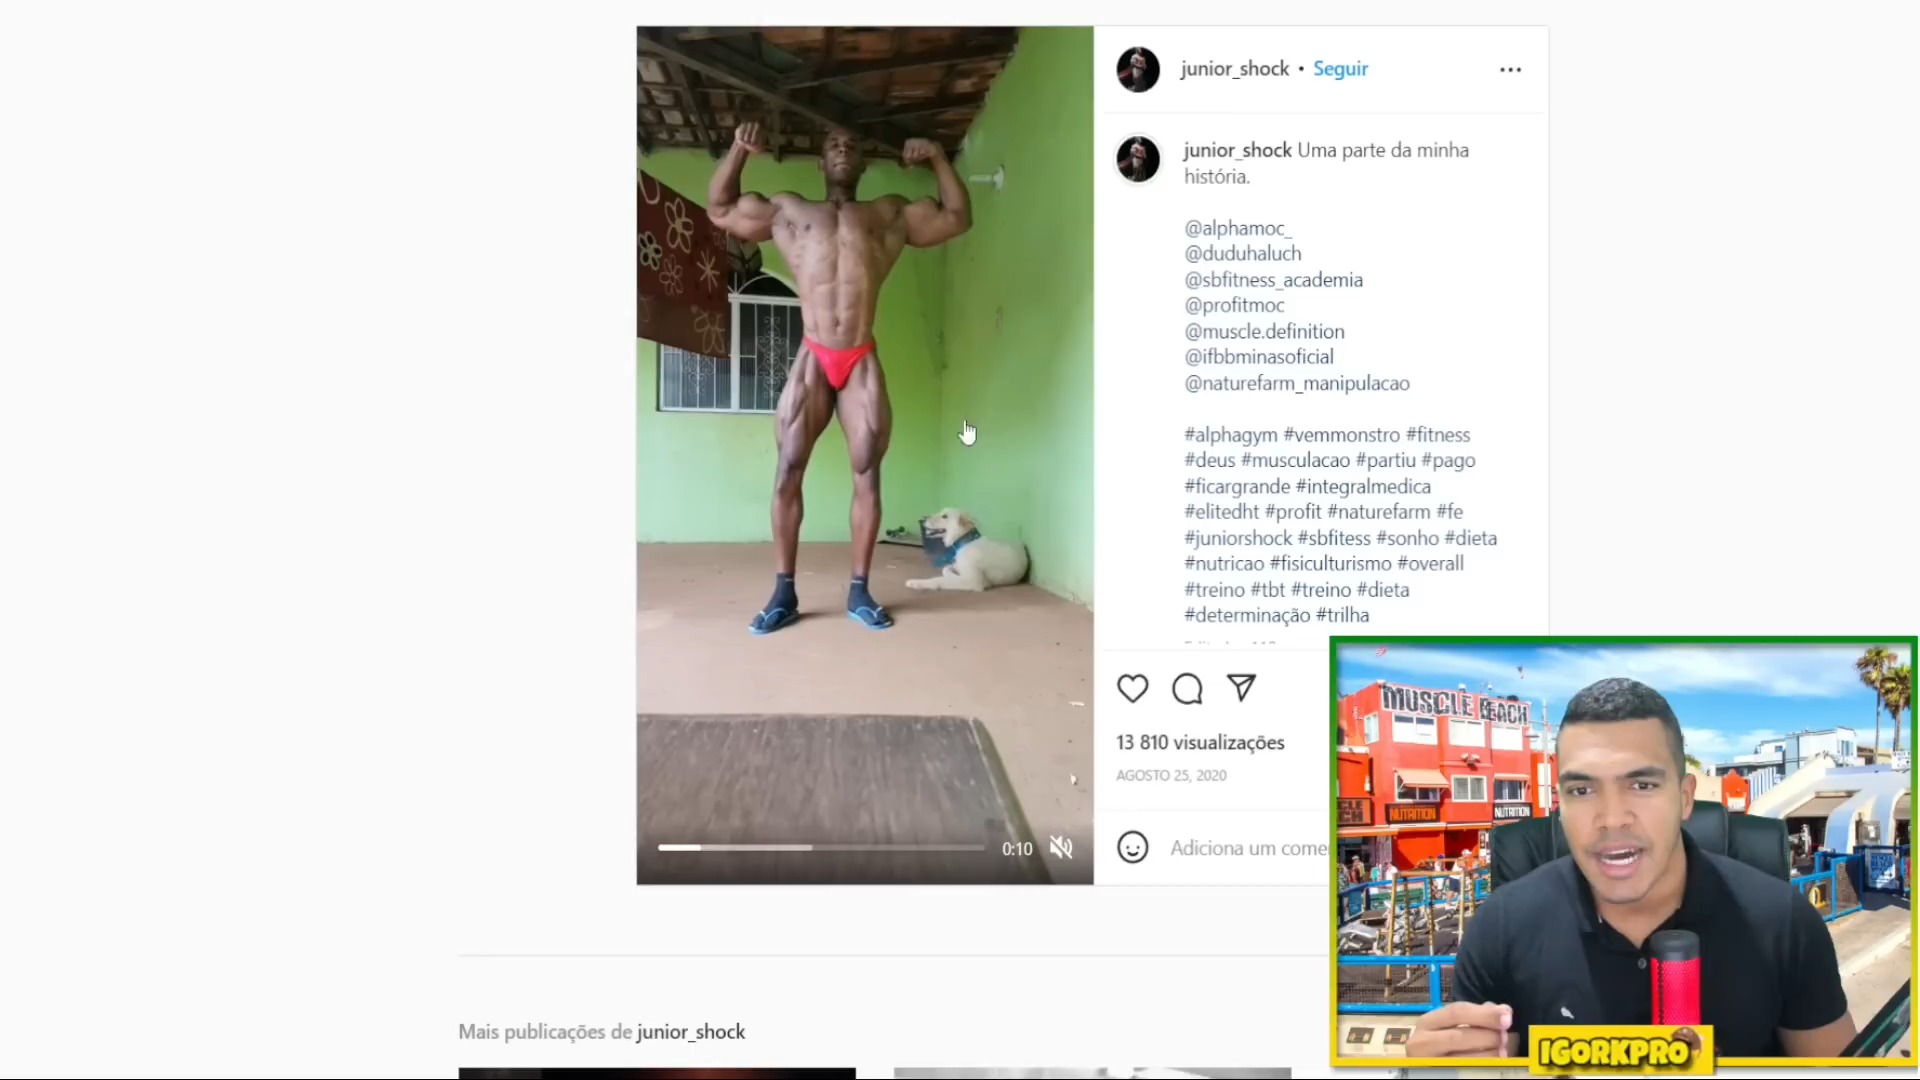 junior_shock • Seguir
junior_shock Uma parte da minha
história.
@alphamoc_
@duduhaluch
@sbfitness_academia
@profitmoc
@muscle.definition
@ifbbminasoficial
@naturefarm_manipulacao
#alphagym #vemmonstro #fitness
#deus #musculacao #partiu #pago
#ficargrande #integralmedica
#elitedht #profit #naturefarm #fe
#juniorshock #sbfitess #sonho #dieta
#nutricao #fisiculturismo #overall
#treino #tbt #treino #dieta
#determinação #trilha
13 810 visualizações
AGOSTO 25, 2020
0:10
Adiciona um come
Mais publicações de junior_shock
MUSCLE BEACH
NUTRITION
NUTRITION
IGORKPRO